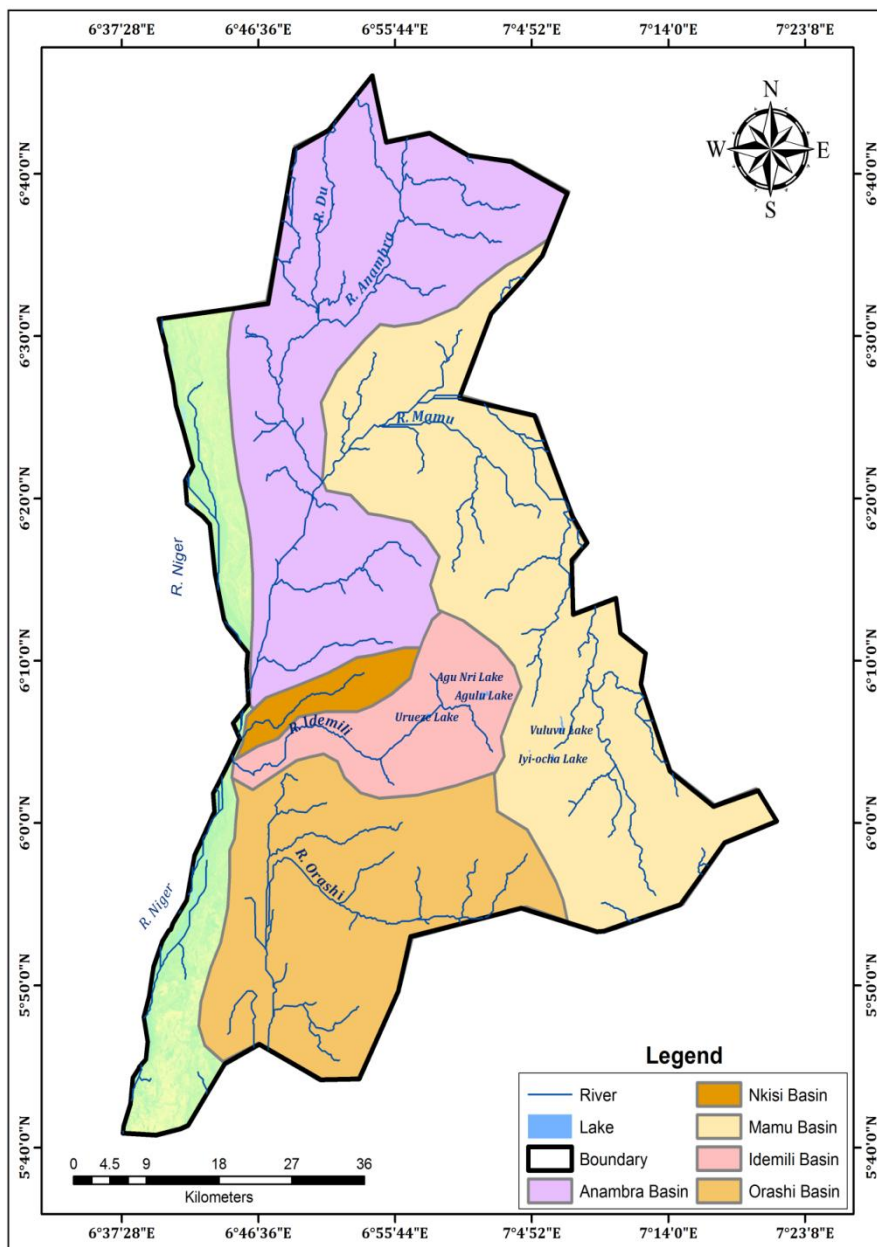 6°37'28"E 6°46'36"E 6°55'44"E 7°4'52"E 7°14'0"E 7°23'8"E
N
W E
S
6°40'0"N 6°40'0"N
R. Du
R. Anambra
6°30'0"N 6°30'0"N
R. Mamu
6°20'0"N 6°20'0"N
R. Niger
6°10'0"N 6°10'0"N
Agu Nri Lake
Agulu Lake
Urueze Lake
R. Idemili
Vuluvu Lake
Iyi-ocha Lake
6°0'0"N 6°0'0"N
R. Orashi
R. Niger
5°50'0"N 5°50'0"N
Legend
River
Lake
Boundary
Anambra Basin
Nkisi Basin
Mamu Basin
Idemili Basin
Orashi Basin
5°40'0"N 5°40'0"N
0 4.5 9 18 27 36
Kilometers
6°37'28"E 6°46'36"E 6°55'44"E 7°4'52"E 7°14'0"E 7°23'8"E